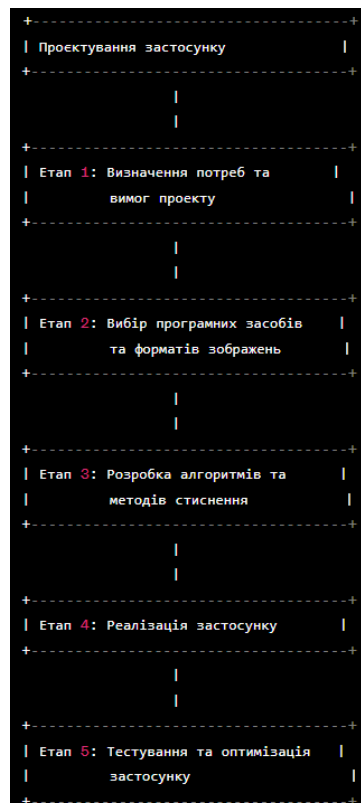 Проєктування застосунку
Етап 1: Визначення потреб та
вимог проекту
Етап 2: Вибір програмних засобів
та форматів зображень
Етап 3: Розробка алгоритмів та
методів стиснення
Етап 4: Реалізація застосунку
Етап 5: Тестування та оптимізація
застосунку